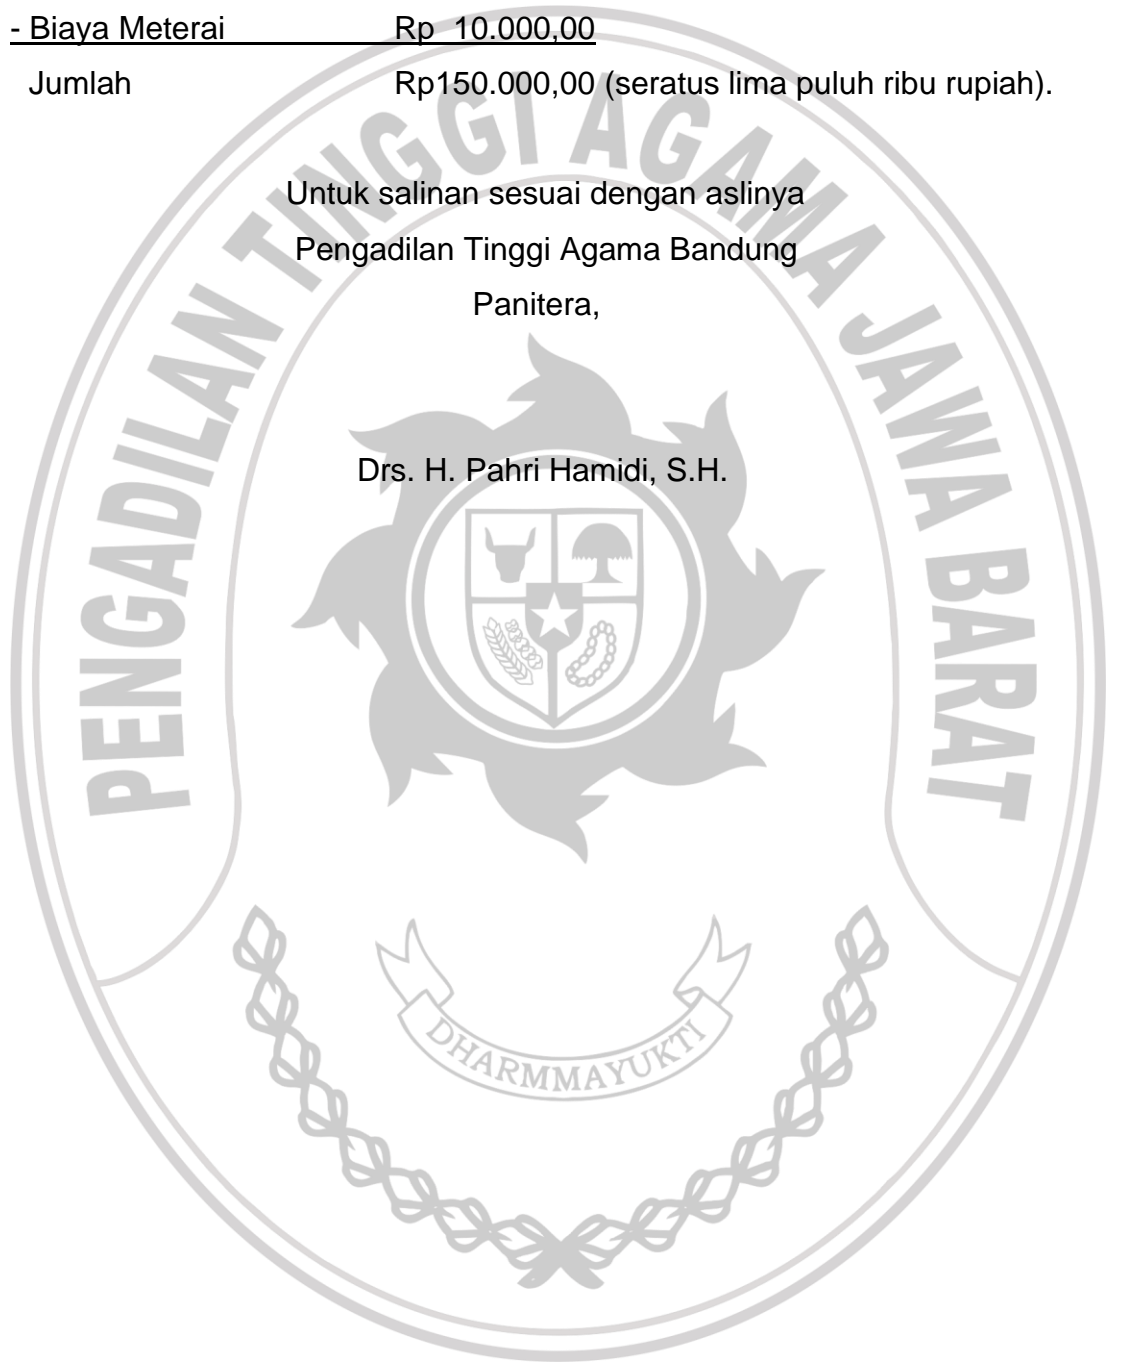 - Biaya Meterai Rp 10.000,00
Jumlah Rp150.000,00 (seratus lima puluh ribu rupiah).
Untuk salinan sesuai dengan aslinya
Pengadilan Tinggi Agama Bandung
Panitera,
Drs. H. Pahri Hamidi, S.H.
PENGADILAN TINGGI AGAMA JAWA BARAT
DHARMMAYUKTI